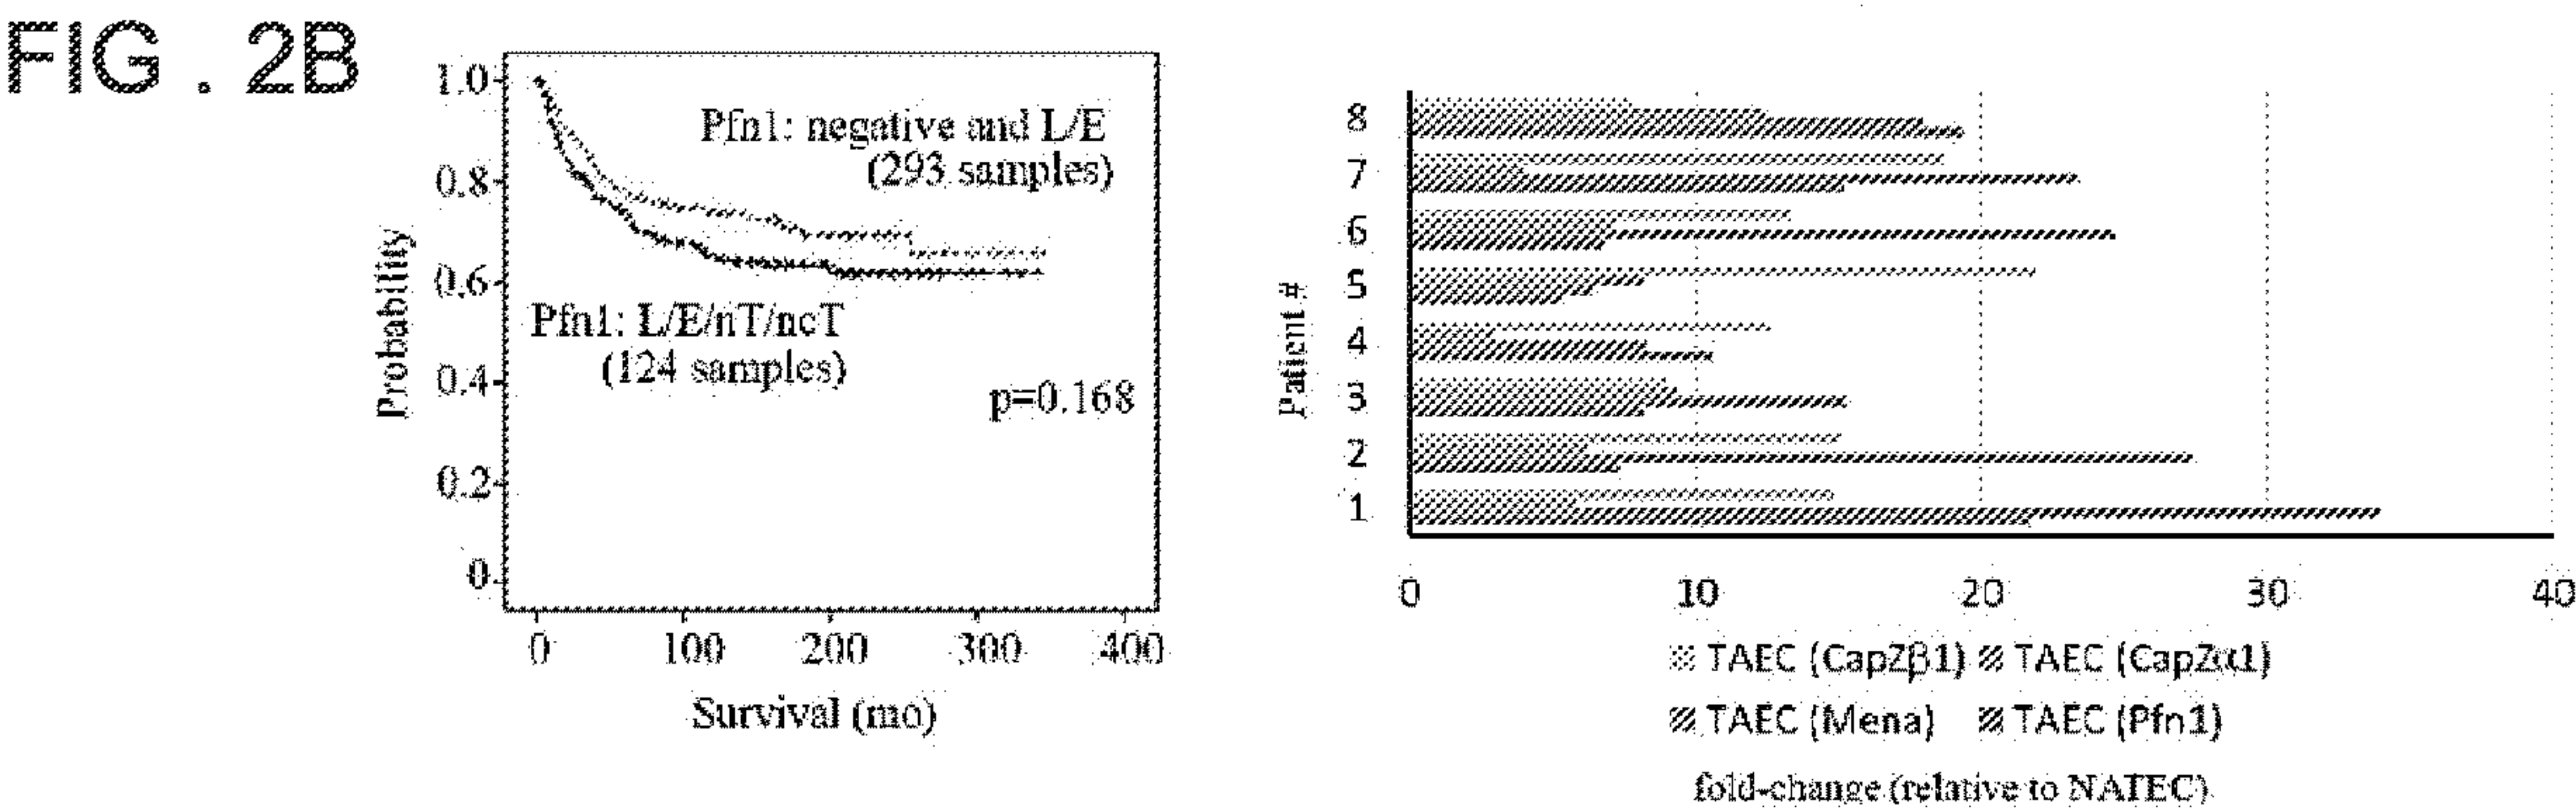 FIG . 2B
1.0
0.8
0.6
0.4
0.2
0
Probability
Pfn1: negative and L/E
(293 samples)
Pfn1: L/E/nT/ncT
(124 samples)
p=0.168
0 100 200 300 400
Survival (mo)
Patient #
8
7
6
5
4
3
2
1
0 10 20 30 40
TAEC (CapZβ1) TAEC (CapZα1)
TAEC (Mena) TAEC (Pfn1)
fold-change (relative to NATEC)